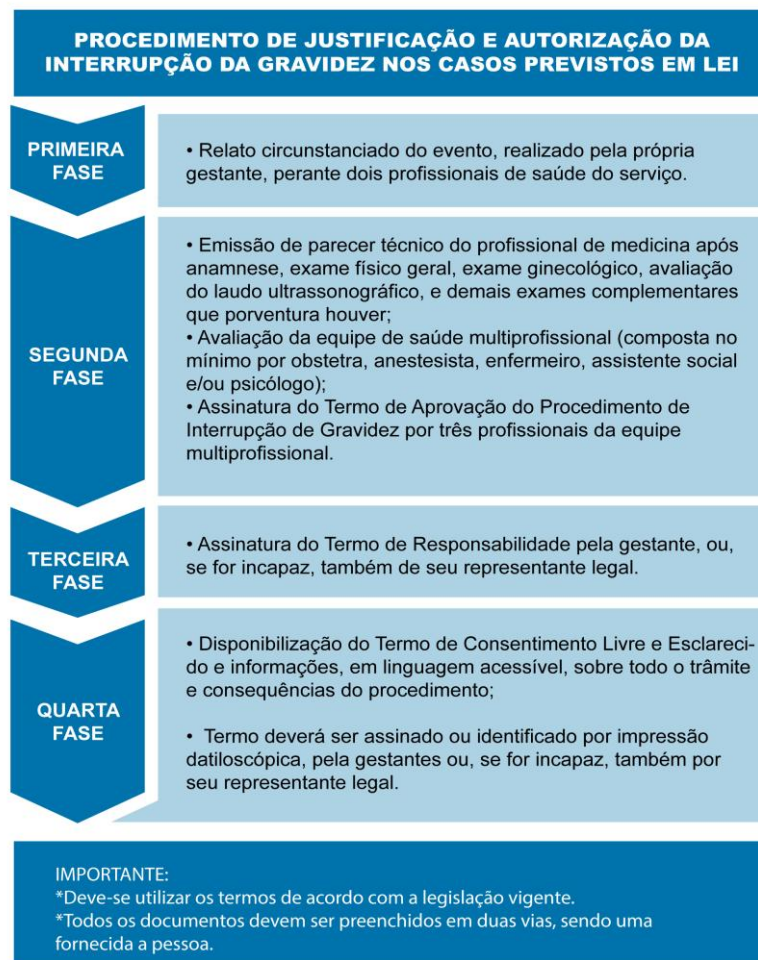 PROCEDIMENTO DE JUSTIFICAÇÃO E AUTORIZAÇÃO DA
INTERRUPÇÃO DA GRAVIDEZ NOS CASOS PREVISTOS EM LEI
PRIMEIRA
FASE
• Relato circunstanciado do evento, realizado pela própria
gestante, perante dois profissionais de saúde do serviço.
SEGUNDA
FASE
• Emissão de parecer técnico do profissional de medicina após
anamnese, exame físico geral, exame ginecológico, avaliação
do laudo ultrassonográfico, e demais exames complementares
que porventura houver;
• Avaliação da equipe de saúde multiprofissional (composta no
mínimo por obstetra, anestesista, enfermeiro, assistente social
e/ou psicólogo);
• Assinatura do Termo de Aprovação do Procedimento de
Interrupção de Gravidez por três profissionais da equipe
multiprofissional.
TERCEIRA
FASE
• Assinatura do Termo de Responsabilidade pela gestante, ou,
se for incapaz, também de seu representante legal.
QUARTA
FASE
• Disponibilização do Termo de Consentimento Livre e Esclareci-
do e informações, em linguagem acessível, sobre todo o trâmite
e consequências do procedimento;
• Termo deverá ser assinado ou identificado por impressão
datiloscópica, pela gestantes ou, se for incapaz, também por
seu representante legal.
IMPORTANTE:
*Deve-se utilizar os termos de acordo com a legislação vigente.
*Todos os documentos devem ser preenchidos em duas vias, sendo uma
fornecida a pessoa.